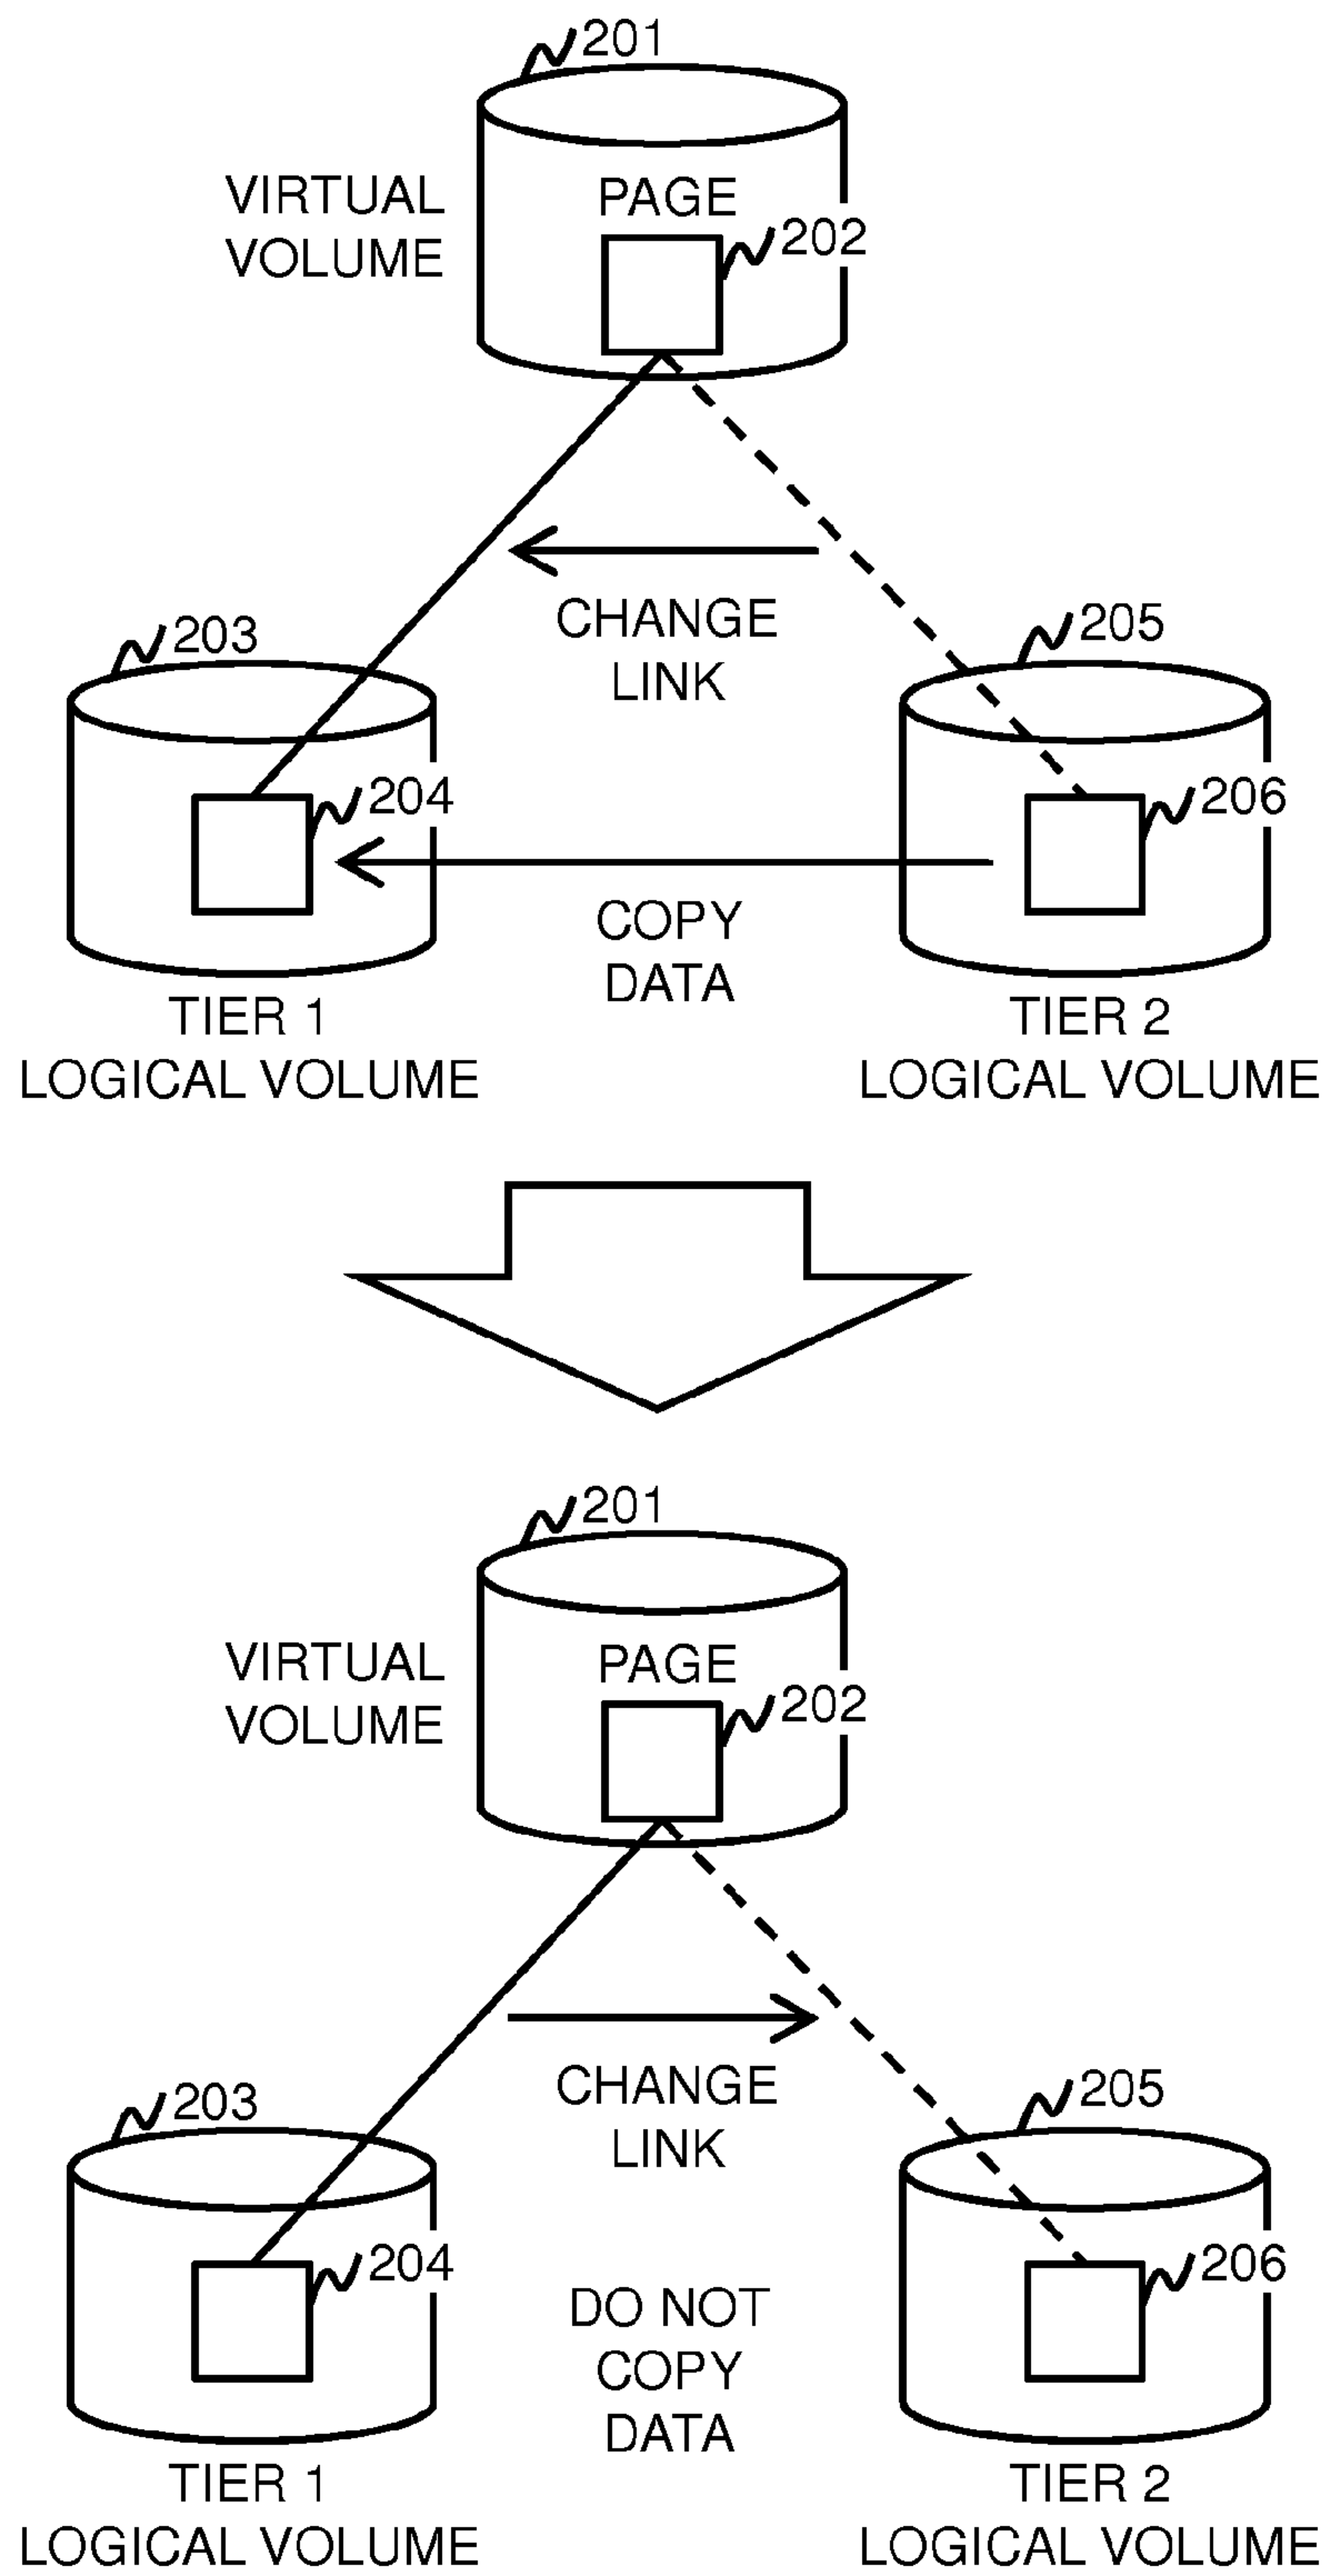 201
VIRTUAL
VOLUME
PAGE
202
CHANGE
LINK
203
205
204
206
COPY
DATA
TIER 1
LOGICAL VOLUME
TIER 2
LOGICAL VOLUME
201
VIRTUAL
VOLUME
PAGE
202
CHANGE
LINK
203
205
204
206
DO NOT
COPY
DATA
TIER 1
LOGICAL VOLUME
TIER 2
LOGICAL VOLUME